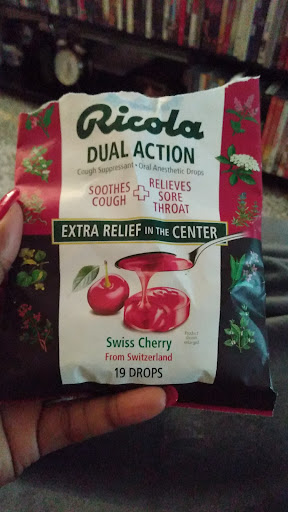 Ricola
DUAL ACTION
Cough Suppressant • Oral Anesthetic Drops
SOOTHES COUGH
RELIEVES SORE THROAT
EXTRA RELIEF IN THE CENTER
Swiss Cherry
From Switzerland
19 DROPS